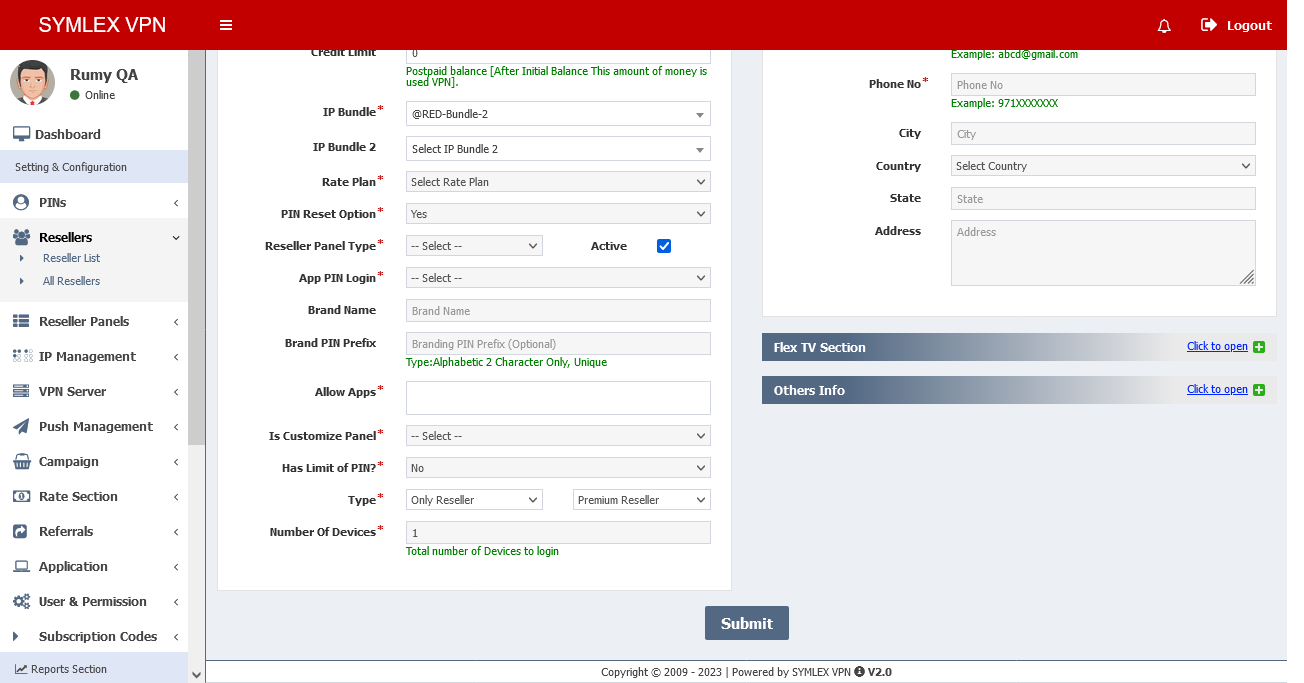 SYMLEX VPN
Logout
Rumy QA
Online
Dashboard
Setting & Configuration
PINs
Resellers
Reseller List
All Resellers
Reseller Panels
IP Management
VPN Server
Push Management
Campaign
Rate Section
Referrals
Application
User & Permission
Subscription Codes
Reports Section
Credit Limit
0
Postpaid balance [After Initial Balance This amount of money is
used VPN].
IP Bundle*
@RED-Bundle-2
IP Bundle 2
Select IP Bundle 2
Rate Plan*
Select Rate Plan
PIN Reset Option*
Yes
Reseller Panel Type*
-- Select --
Active
App PIN Login*
-- Select --
Brand Name
Brand Name
Brand PIN Prefix
Branding PIN Prefix (Optional)
Type:Alphabetic 2 Character Only, Unique
Allow Apps*
Is Customize Panel*
-- Select --
Has Limit of PIN?*
No
Type*
Only Reseller
Premium Reseller
Number Of Devices*
1
Total number of Devices to login
Example: abcd@gmail.com
Phone No*
Phone No
Example: 971XXXXXXX
City
City
Country
Select Country
State
State
Address
Address
Flex TV Section
Click to open
Others Info
Click to open
Submit
Copyright © 2009 - 2023 | Powered by SYMLEX VPN V2.0